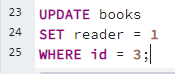 23 UPDATE books
24 SET reader = 1
25 WHERE id = 3;